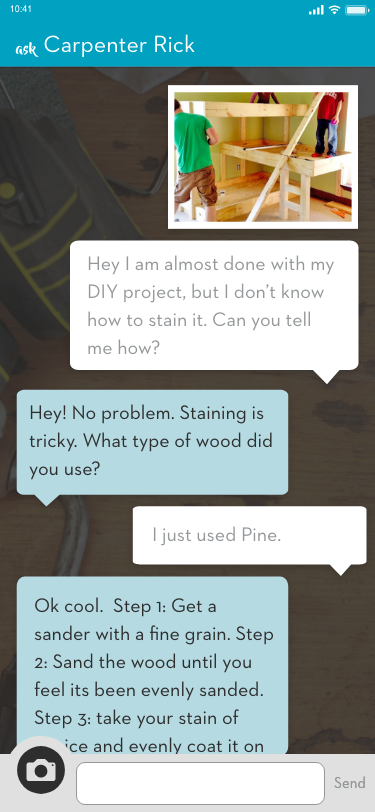 10:41
ask Carpenter Rick
Hey I am almost done with my
DIY project, but I don't know
how to stain it. Can you tell
me how?
Hey! No problem. Staining is
tricky. What type of wood did
you use?
I just used Pine.
Ok cool. Step 1: Get a
sander with a fine grain. Step
2: Sand the wood until you
feel its been evenly sanded.
Step 3: take your stain of
and evenly coat it on
Send